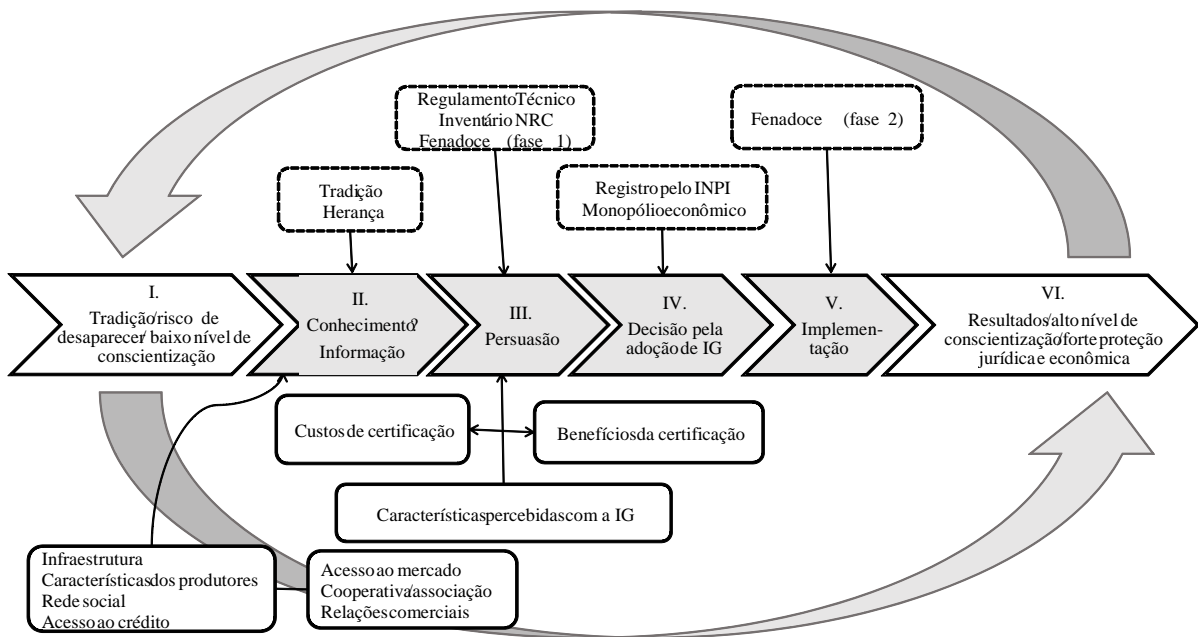 Regulamento Técnico
Inventário NRC
Fenadoce (fase 1)
Fenadoce (fase 2)
Tradição
Herança
Registro pelo INPI
Monopólio econômico
I.
Tradição/risco de
desaparecer/ baixo nível de
conscientização
II.
Conhecimento?
Informação
III.
Persuasão
IV.
Decisão pela
adoção de IG
V.
Implemen-
tação
VI.
Resultados/alto nível de
conscientização/forte proteção
jurídica e econômica
Custos de certificação
Benefícios da certificação
Características percebidas com a IG
Infraestrutura
Características dos produtores
Rede social
Acesso ao crédito
Acesso ao mercado
Cooperativa/associação
Relações comerciais